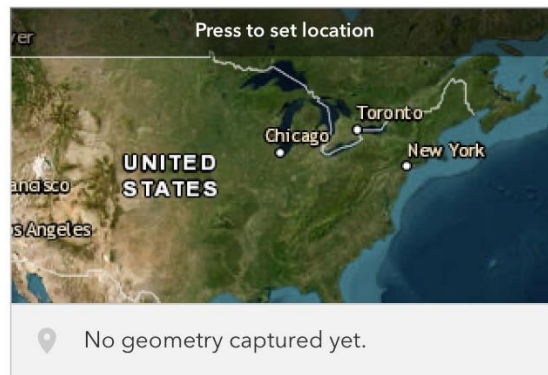 Press to set location
Toronto
Chicago
New York
UNITED
STATES
No geometry captured yet.